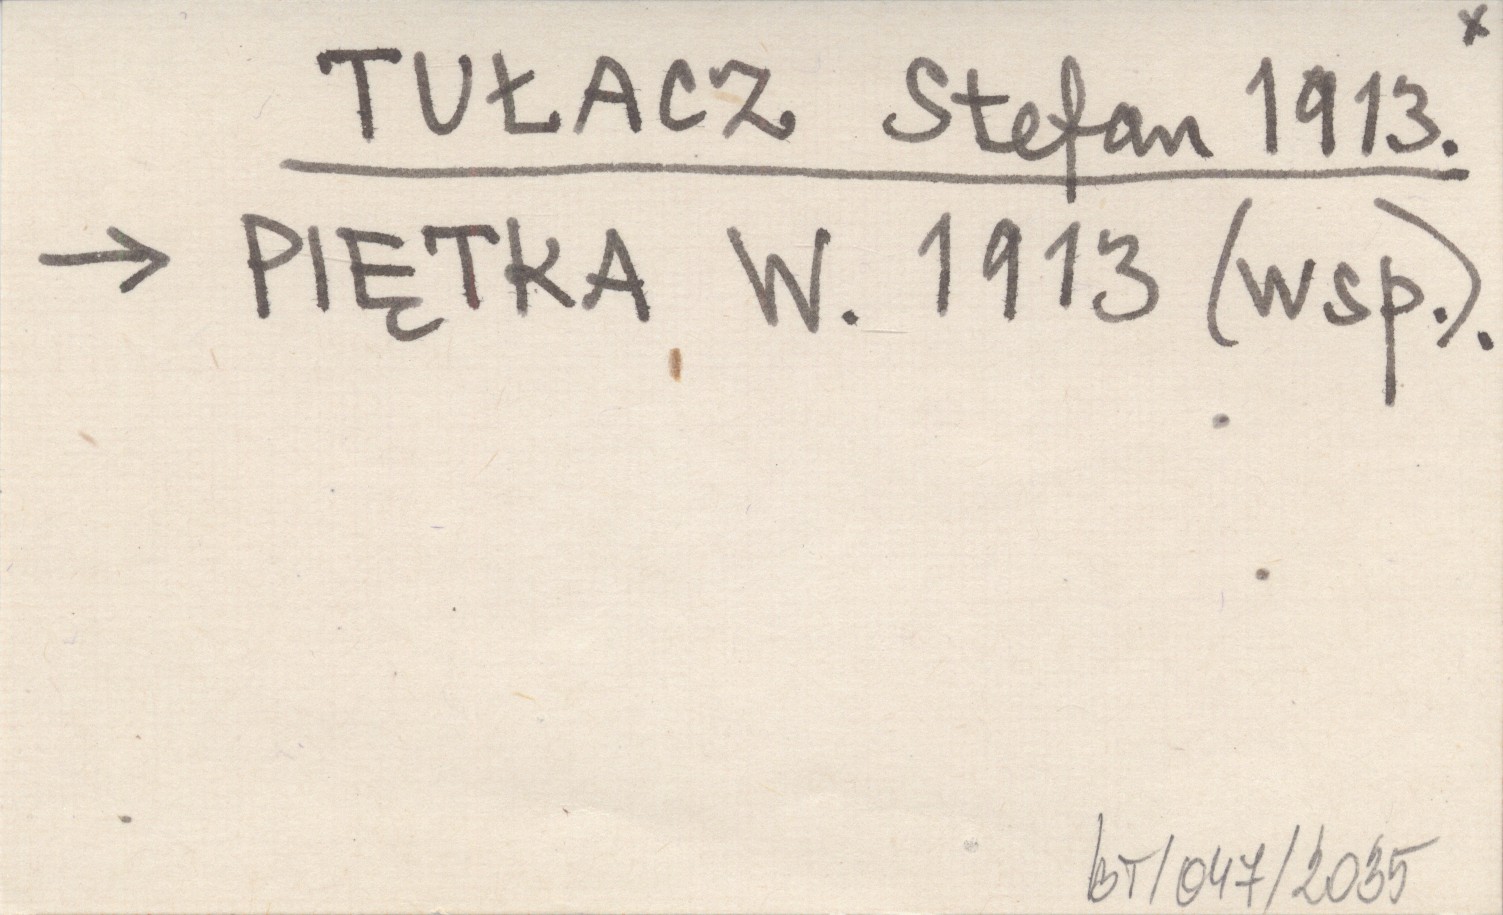 x
TUŁACZ Stefan 1913.
→ PIĘTKA W. 1913 (wsp.).
BT/047/2035